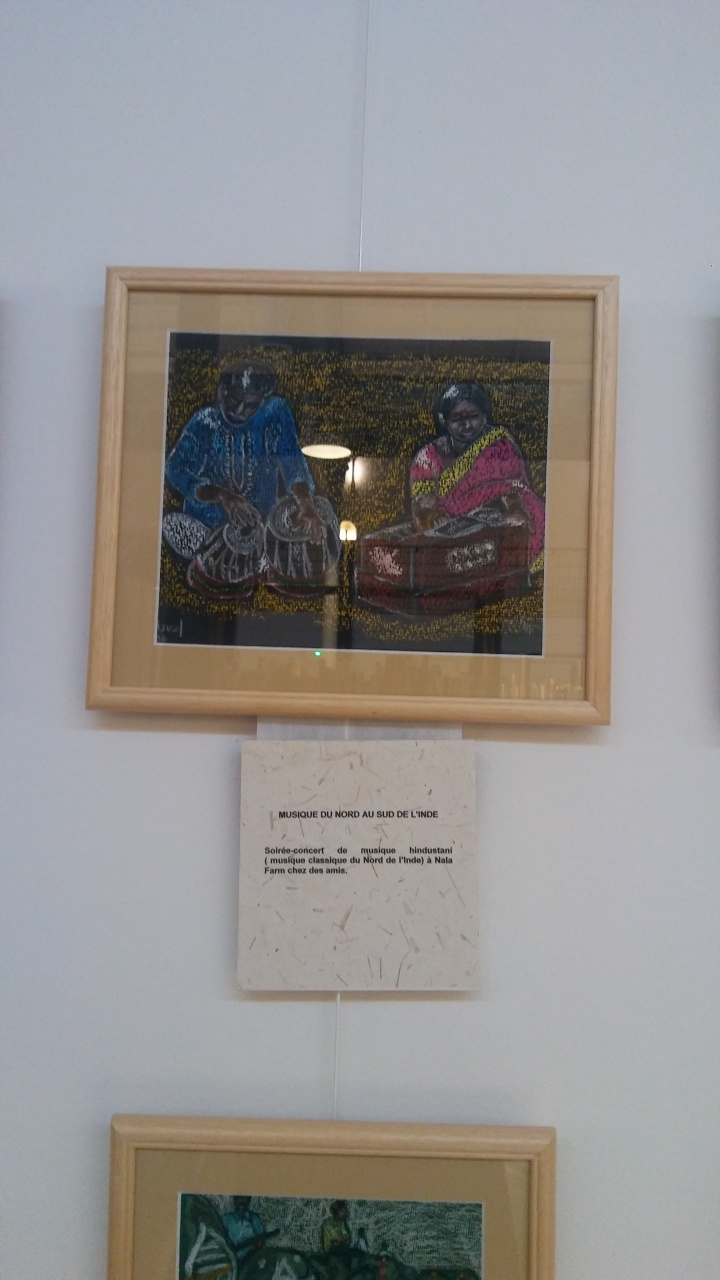 MUSIQUE DU NORD AU SUD DE L'INDE
Soirée-concert de musique hindustani
( musique classique du Nord de l'Inde) à Nala
Farm chez des amis.